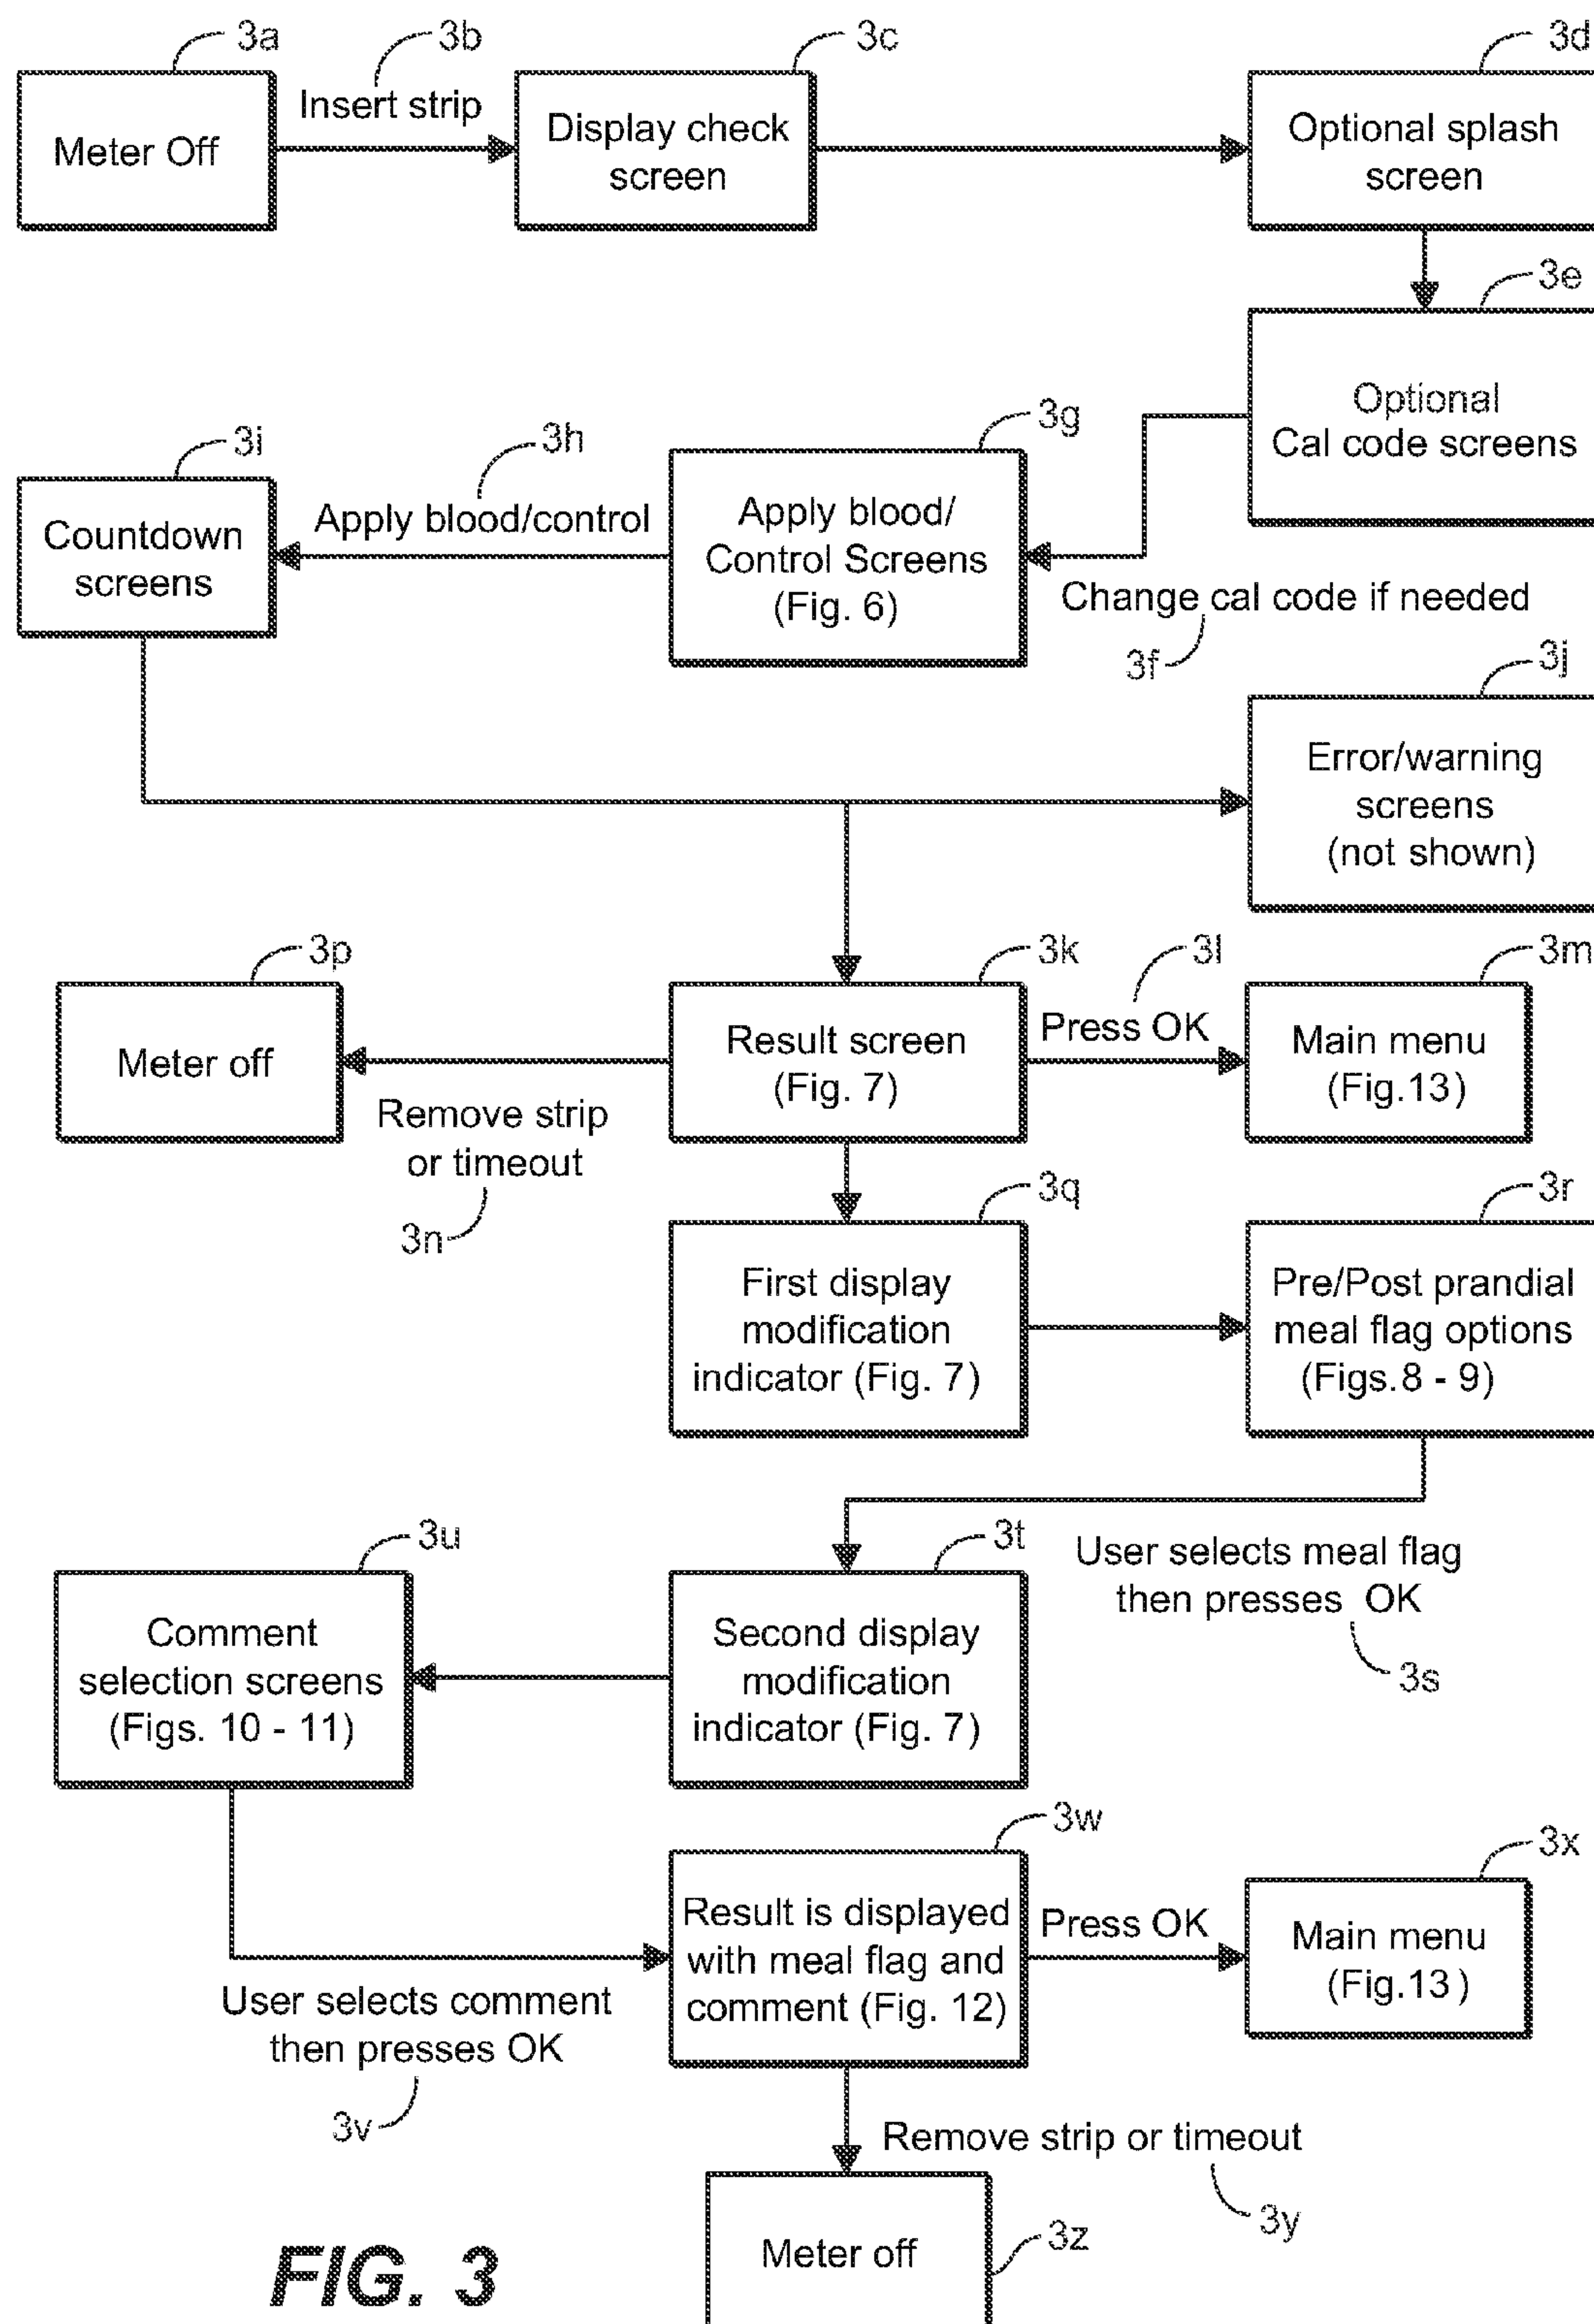 3a
3b
3c
3d
Meter Off
Insert strip
Display check
screen
Optional splash
screen
3e
Optional
Cal code screens
3g
3h
3i
Apply blood/
Control Screens
(Fig. 6)
Apply blood/control
Countdown
screens
Change cal code if needed
3f
3j
Error/warning
screens
(not shown)
3p
3k
3l
3m
Meter off
Result screen
(Fig. 7)
Press OK
Main menu
(Fig.13)
Remove strip
or timeout
3n
3q
3r
First display
modification
indicator (Fig. 7)
Pre/Post prandial
meal flag options
(Figs.8 - 9)
3u
3t
User selects meal flag
then presses OK
3s
Comment
selection screens
(Figs. 10 - 11)
Second display
modification
indicator (Fig. 7)
3w
3x
Result is displayed
with meal flag and
comment (Fig. 12)
Press OK
Main menu
(Fig.13)
User selects comment
then presses OK
3v
Remove strip or timeout
3y
Meter off
3z
FIG. 3